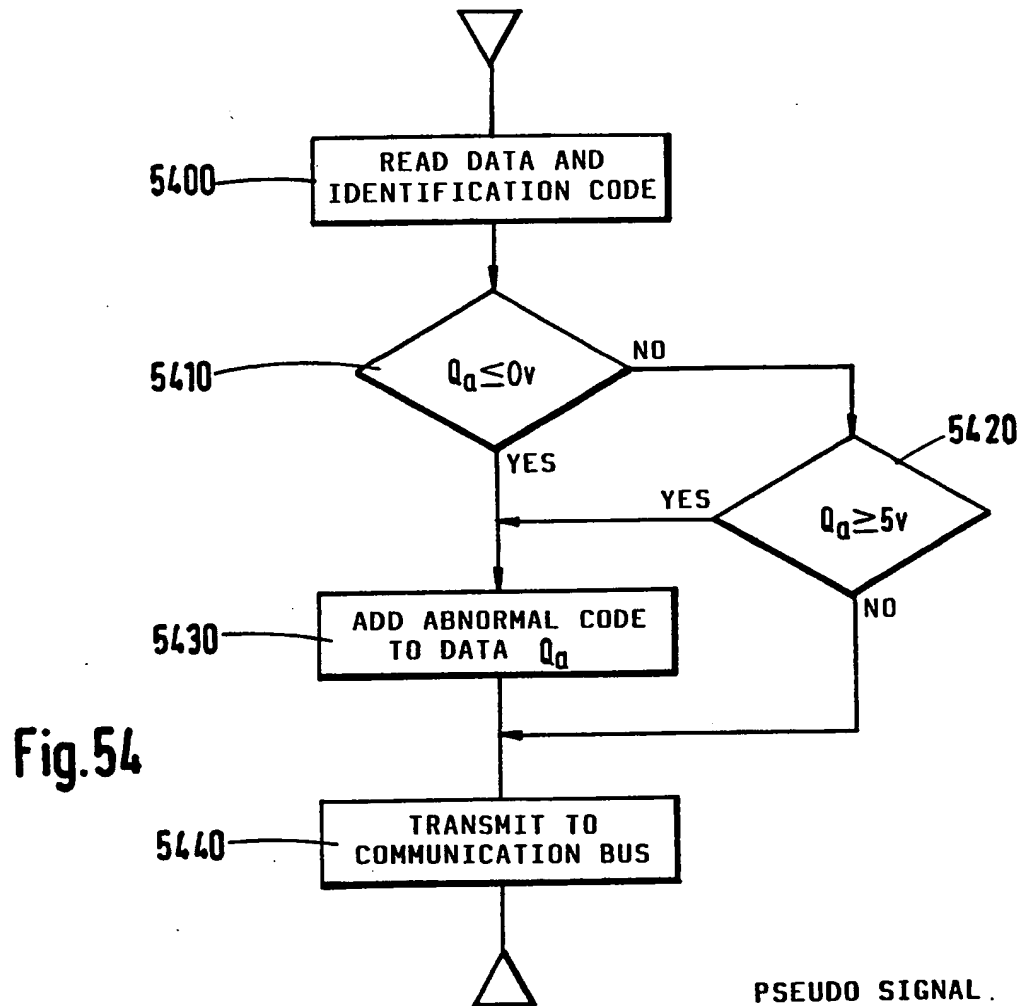 READ DATA AND
IDENTIFICATION CODE
5400
Qa≤0v
NO
5410
YES
5420
YES
Qa≥5v
NO
ADD ABNORMAL CODE
TO DATA Qa
5430
Fig.54
TRANSMIT TO
COMMUNICATION BUS
5440
PSEUDO SIGNAL.